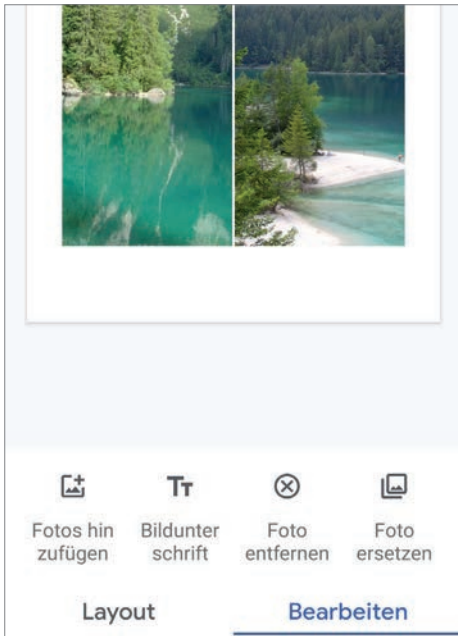 Fotos hin
zufügen
Bildunter
schrift
Foto
entfernen
Foto
ersetzen
Layout
Bearbeiten